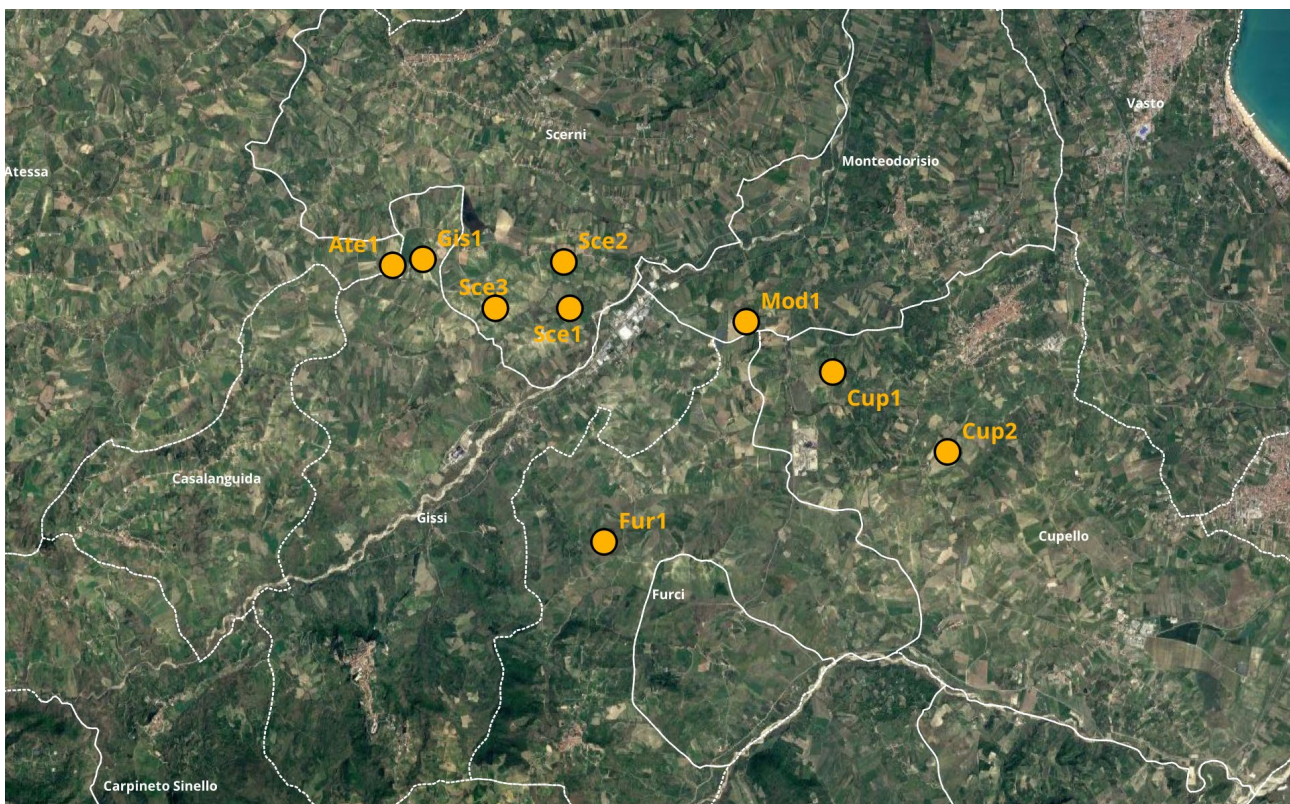 Vasto
Scerni
Monteodorisio
Atessa
Gis1
Ate1
Sce2
Sce3
Mod1
Sce1
Cup1
Cup2
Casalanguida
Gissi
Fur1
Cupello
Furci
Carpineto Sinello